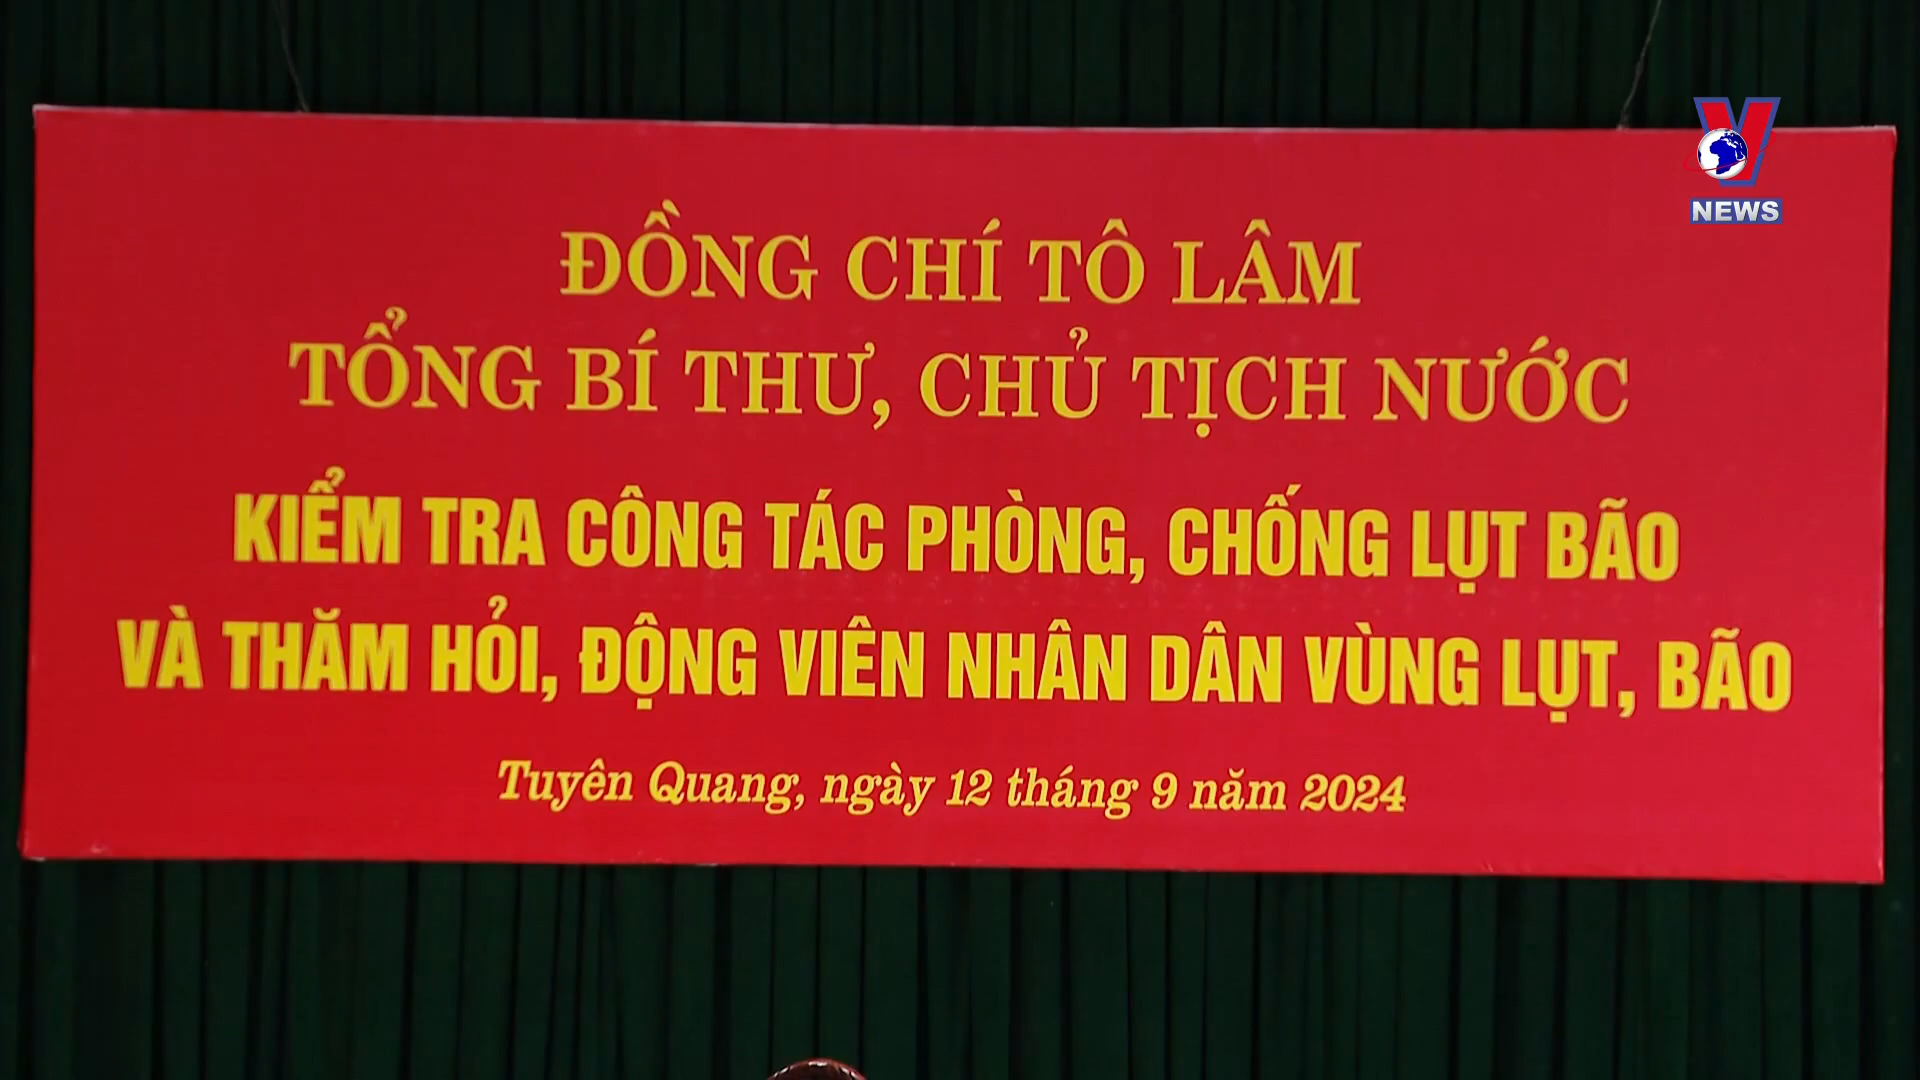 ĐỒNG CHÍ TÔ LÂM
TỔNG BÍ THƯ, CHỦ TỊCH NƯỚC
KIỂM TRA CÔNG TÁC PHÒNG, CHỐNG LỤT BÃO
VÀ THĂM HỎI, ĐỘNG VIÊN NHÂN DÂN VÙNG LỤT, BÃO
Tuyên Quang, ngày 12 tháng 9 năm 2024
V
NEWS